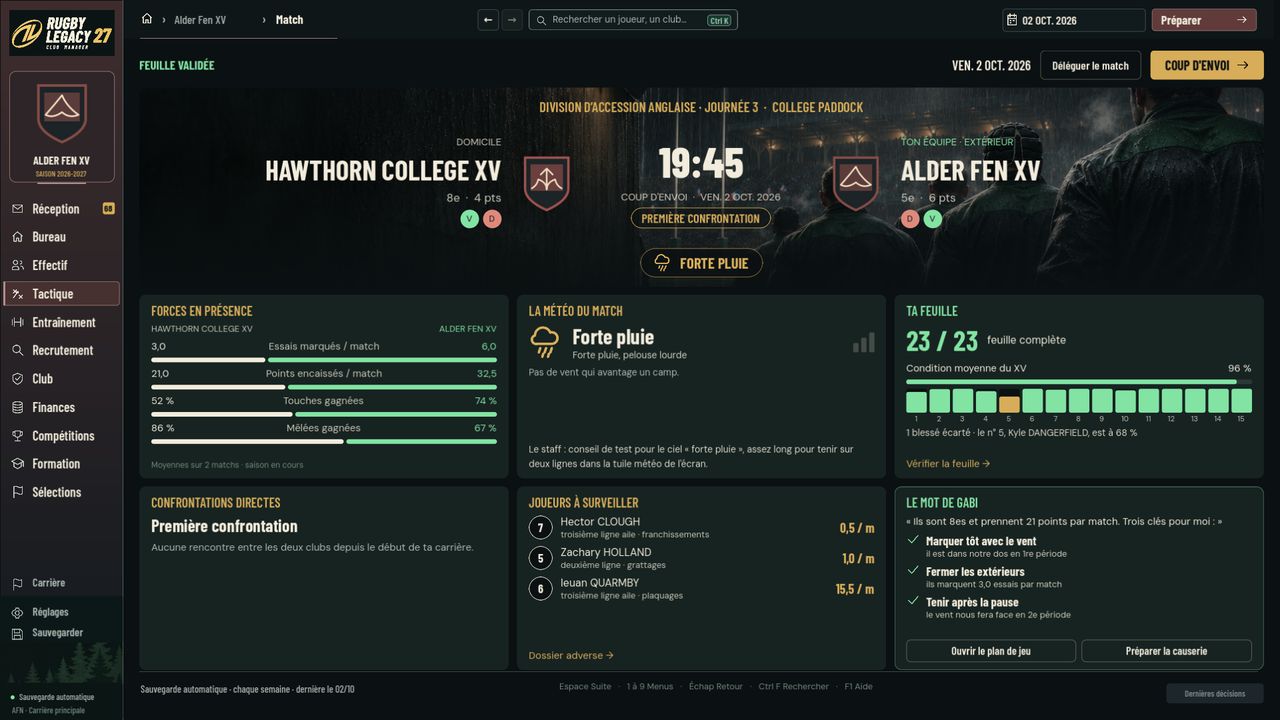 RUGBY LEGACY 27
CLUB MANAGER
Alder Fen XV
Match
Rechercher un joueur, un club...
Ctrl K
02 OCT. 2026
Préparer
ALDER FEN XV
SAISON 2026-2027
Réception
Bureau
Effectif
Tactique
Entraînement
Recrutement
Club
Finances
Compétitions
Formation
Sélections
Carrière
Réglages
Sauvegarder
Sauvegarde automatique
AFN · Carrière principale
FEUILLE VALIDÉE
VEN. 2 OCT. 2026
Déléguer le match
COUP D'ENVOI →
DIVISION D'ACCESSION ANGLAISE · JOURNÉE 3 · COLLEGE PADDOCK
DOMICILE
HAWTHORN COLLEGE XV
8e · 4 pts
V D
19:45
COUP D'ENVOI · VEN. 2 OCT. 2026
PREMIÈRE CONFRONTATION
FORTE PLUIE
TON ÉQUIPE · EXTÉRIEUR
ALDER FEN XV
5e · 6 pts
D V
FORCES EN PRÉSENCE
HAWTHORN COLLEGE XV ALDER FEN XV
3,0 Essais marqués / match 6,0
21,0 Points encaissés / match 32,5
52 % Touches gagnées 74 %
86 % Mêlées gagnées 67 %
Moyennes sur 2 matchs · saison en cours
LA MÉTÉO DU MATCH
Forte pluie
Forte pluie, pelouse lourde
Pas de vent qui avantage un camp.
Le staff : conseil de test pour le ciel « forte pluie », assez long pour tenir sur
deux lignes dans la tuile météo de l'écran.
TA FEUILLE
23 / 23 feuille complète
Condition moyenne du XV 96 %
1 2 3 4 5 6 7 8 9 10 11 12 13 14 15
1 blessé écarté · le n° 5, Kyle DANGERFIELD, est à 68 %
Vérifier la feuille →
CONFRONTATIONS DIRECTES
Première confrontation
Aucune rencontre entre les deux clubs depuis le début de ta carrière.
JOUEURS À SURVEILLER
7 Hector CLOUGH 0,5 / m
troisième ligne aile · franchissements
5 Zachary HOLLAND 1,0 / m
deuxième ligne · grattages
6 Ieuan QUARMBY 15,5 / m
troisième ligne aile · plaquages
Dossier adverse →
LE MOT DE GABI
« Ils sont 8es et prennent 21 points par match. Trois clés pour moi : »
Marquer tôt avec le vent
il est dans notre dos en 1re période
Fermer les extérieurs
ils marquent 3,0 essais par match
Tenir après la pause
le vent nous fera face en 2e période
Ouvrir le plan de jeu
Préparer la causerie
Sauvegarde automatique · chaque semaine · dernière le 02/10
Espace Suite · 1 à 9 Menus · Échap Retour · Ctrl F Rechercher · F1 Aide
Dernières décisions